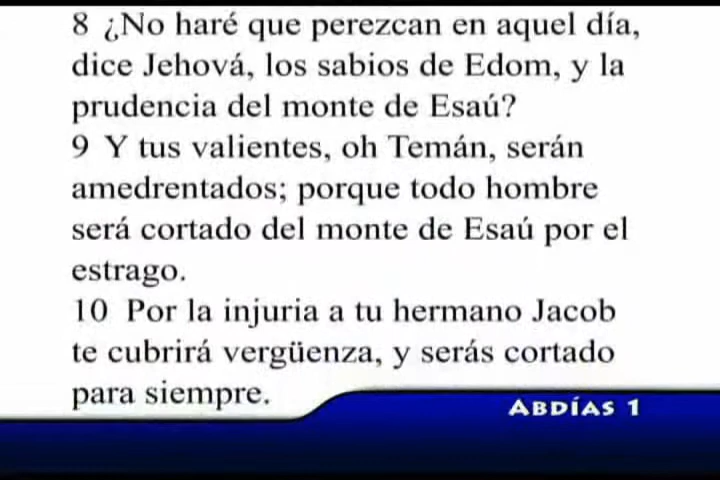 8 ¿No haré que perezcan en aquel día,
dice Jehová, los sabios de Edom, y la
prudencia del monte de Esaú?
9 Y tus valientes, oh Temán, serán
amedrentados; porque todo hombre
será cortado del monte de Esaú por el
estrago.
10 Por la injuria a tu hermano Jacob
te cubrirá vergüenza, y serás cortado
para siempre.
ABDÍAS 1